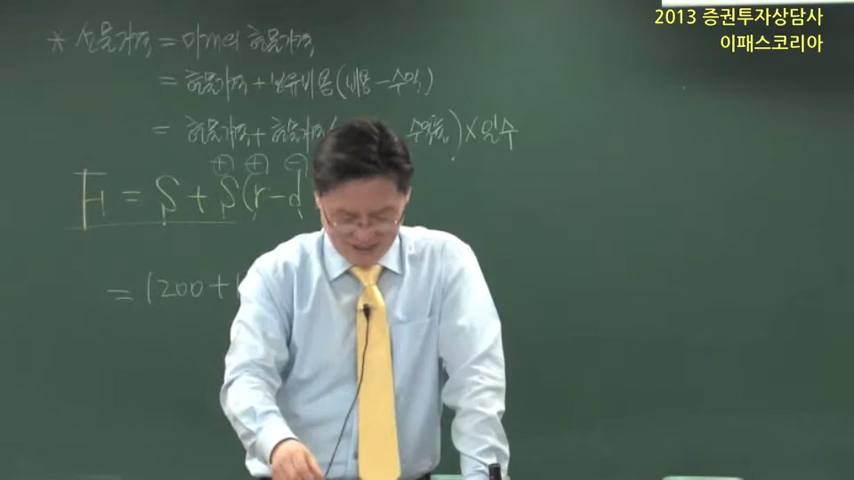 2013 증권투자상담사
이패스코리아
* 선물가격 = 미래의 현물가격
= 현물가격 + 보유비용(비용-수익)
= 현물가격 + 현물가격( 수익률) × 일수
⊕ ⊕ ⊖
F = S + S(r-d
= 1200 + 1